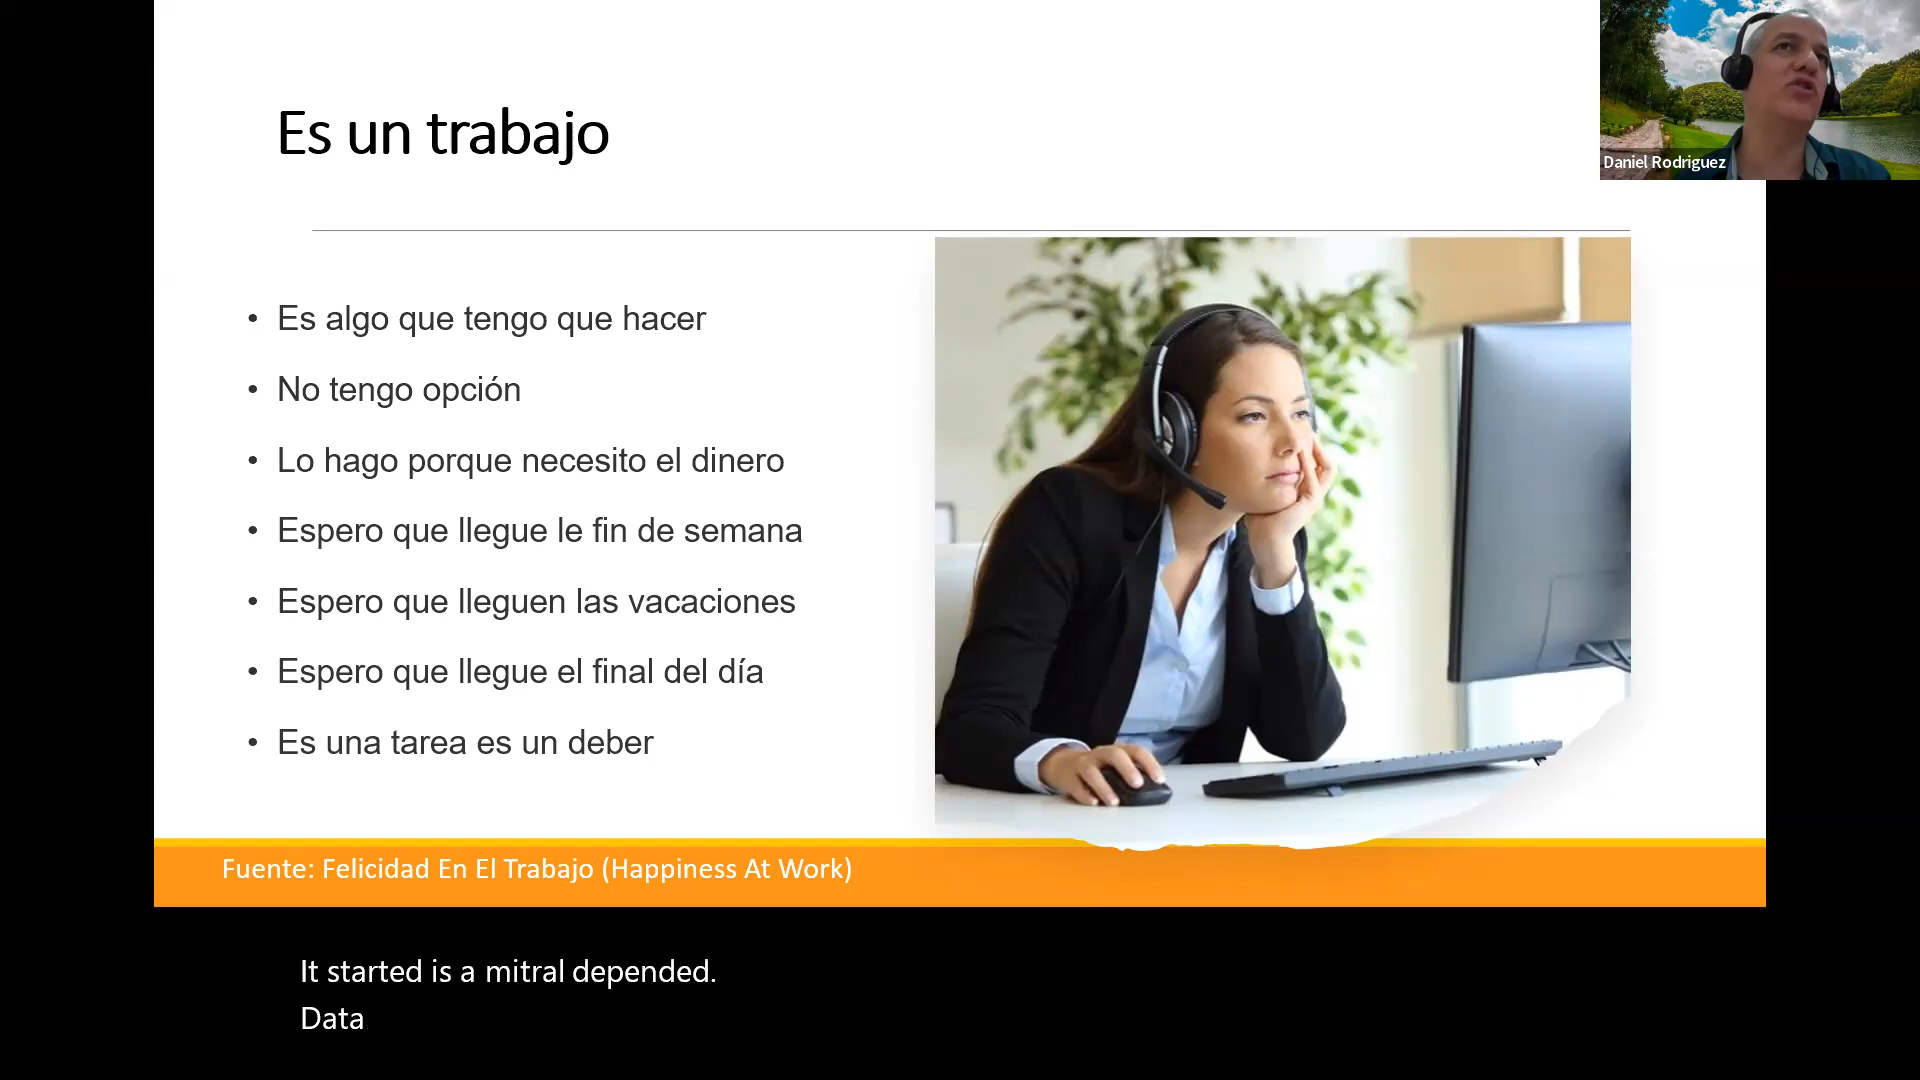 Es un trabajo
Daniel Rodriguez
• Es algo que tengo que hacer
• No tengo opción
• Lo hago porque necesito el dinero
• Espero que llegue le fin de semana
• Espero que lleguen las vacaciones
• Espero que llegue el final del día
• Es una tarea es un deber
Fuente: Felicidad En El Trabajo (Happiness At Work)
It started is a mitral depended.
Data